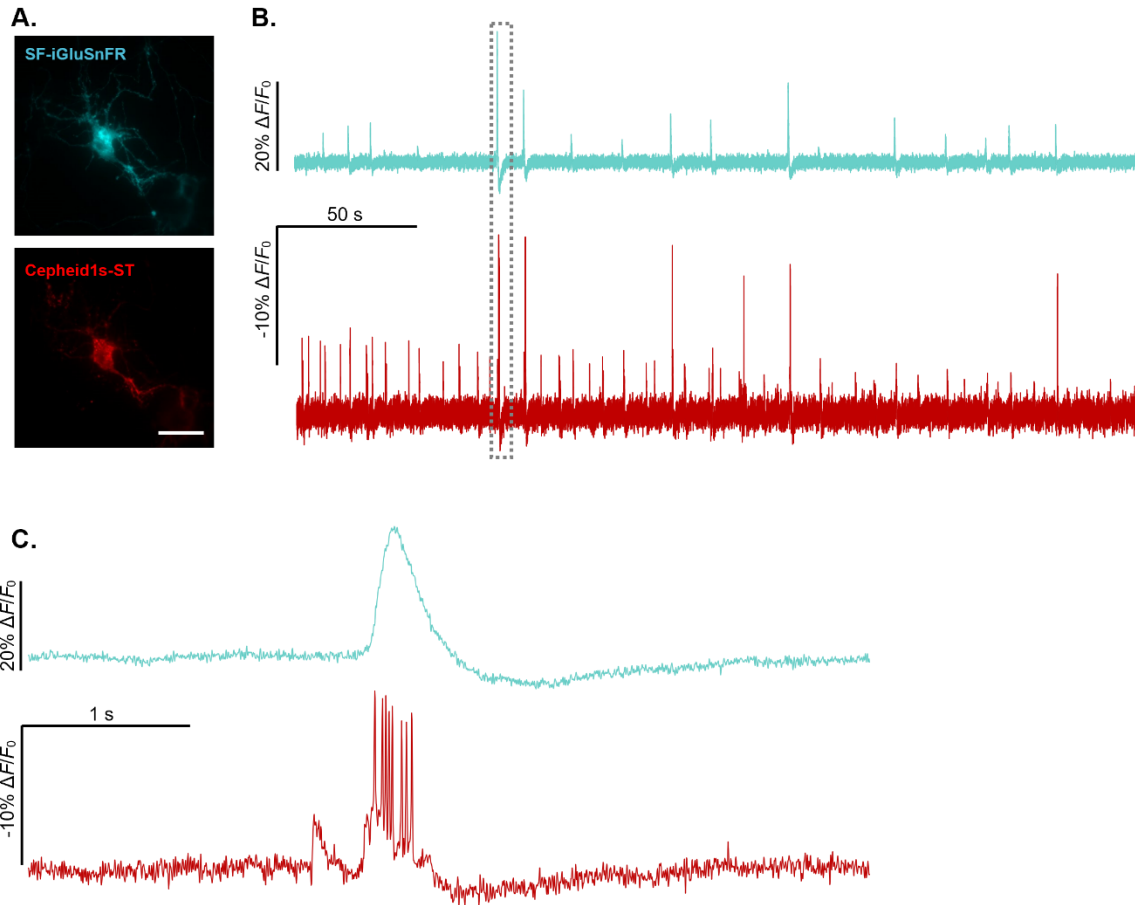 A.
SF-iGluSnFR
Cepheid1s-ST
B.
20% ΔF/F₀
50 s
-10% ΔF/F₀
C.
20% ΔF/F₀
1 s
-10% ΔF/F₀